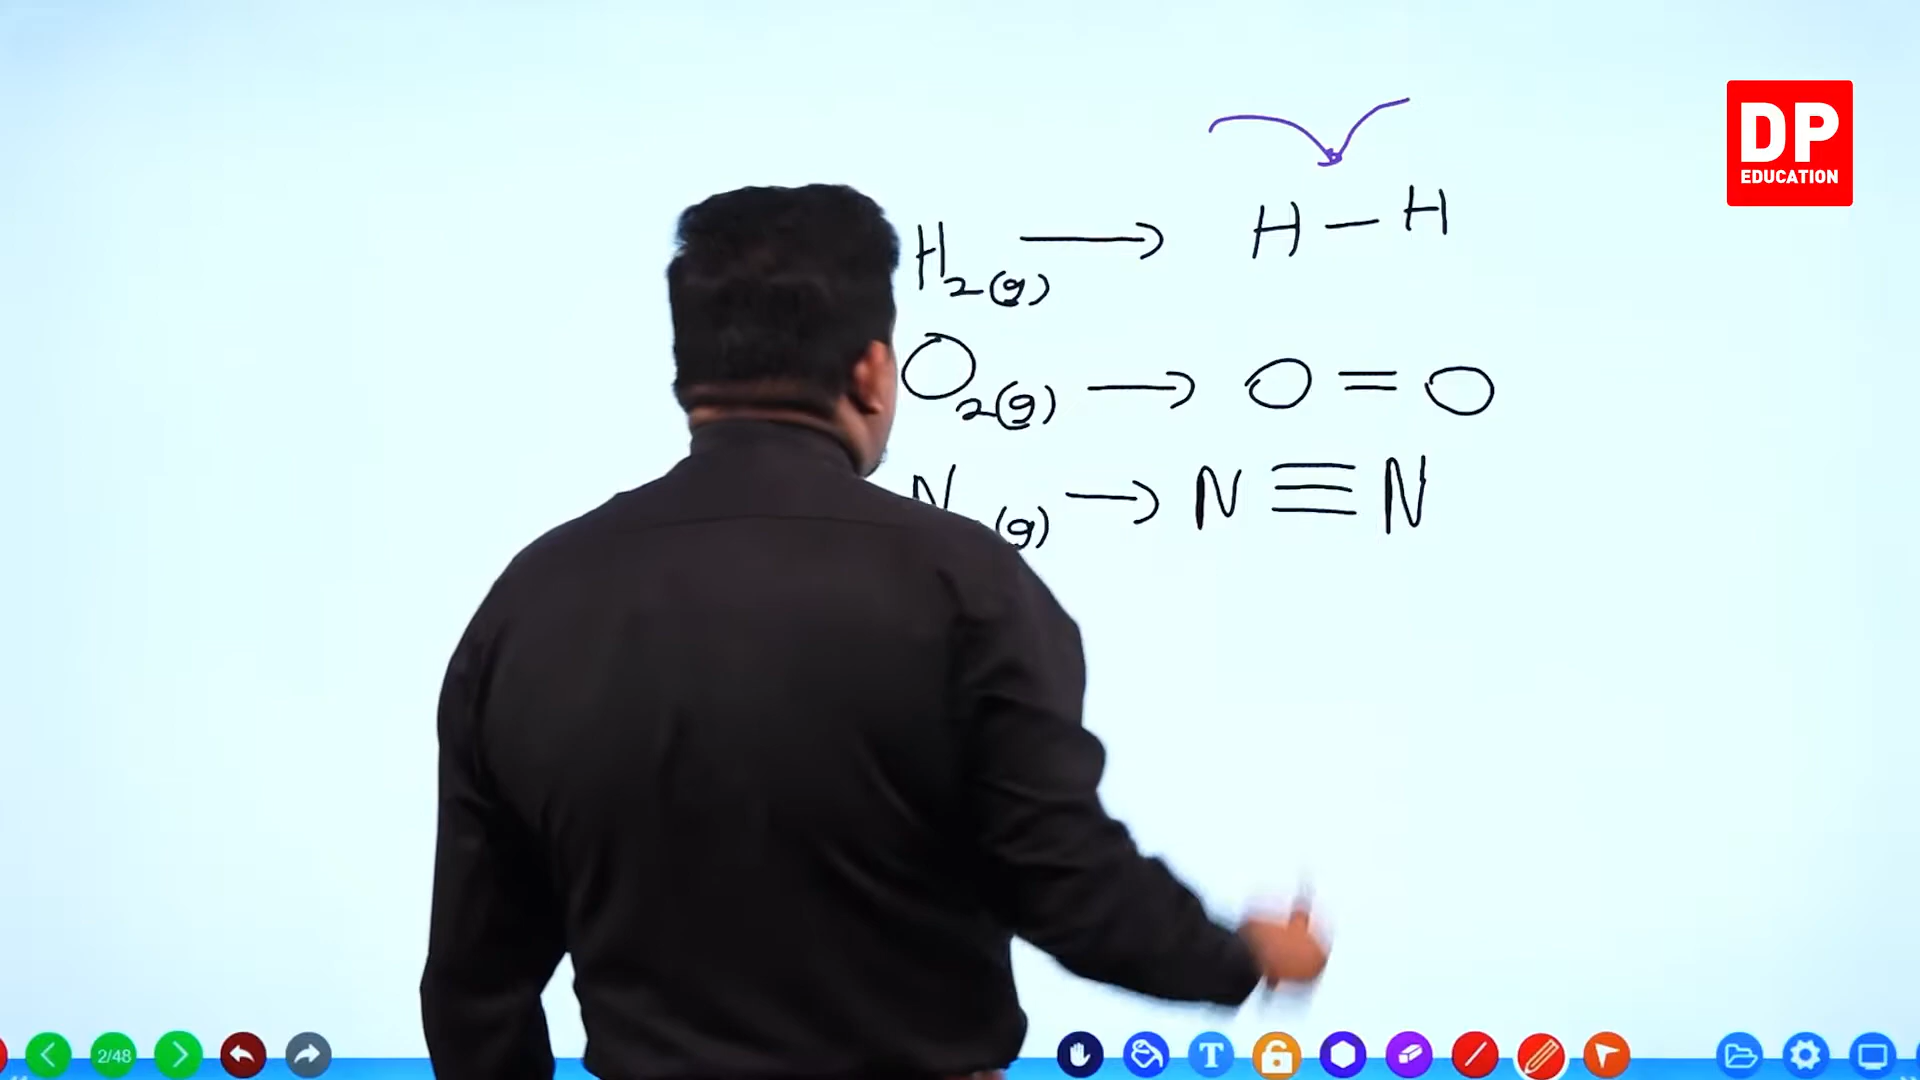 DP
EDUCATION
H2(g) ⟶ H – H
O2(g) ⟶ O = O
N (g) ⟶ N ≡ N
2/48
T